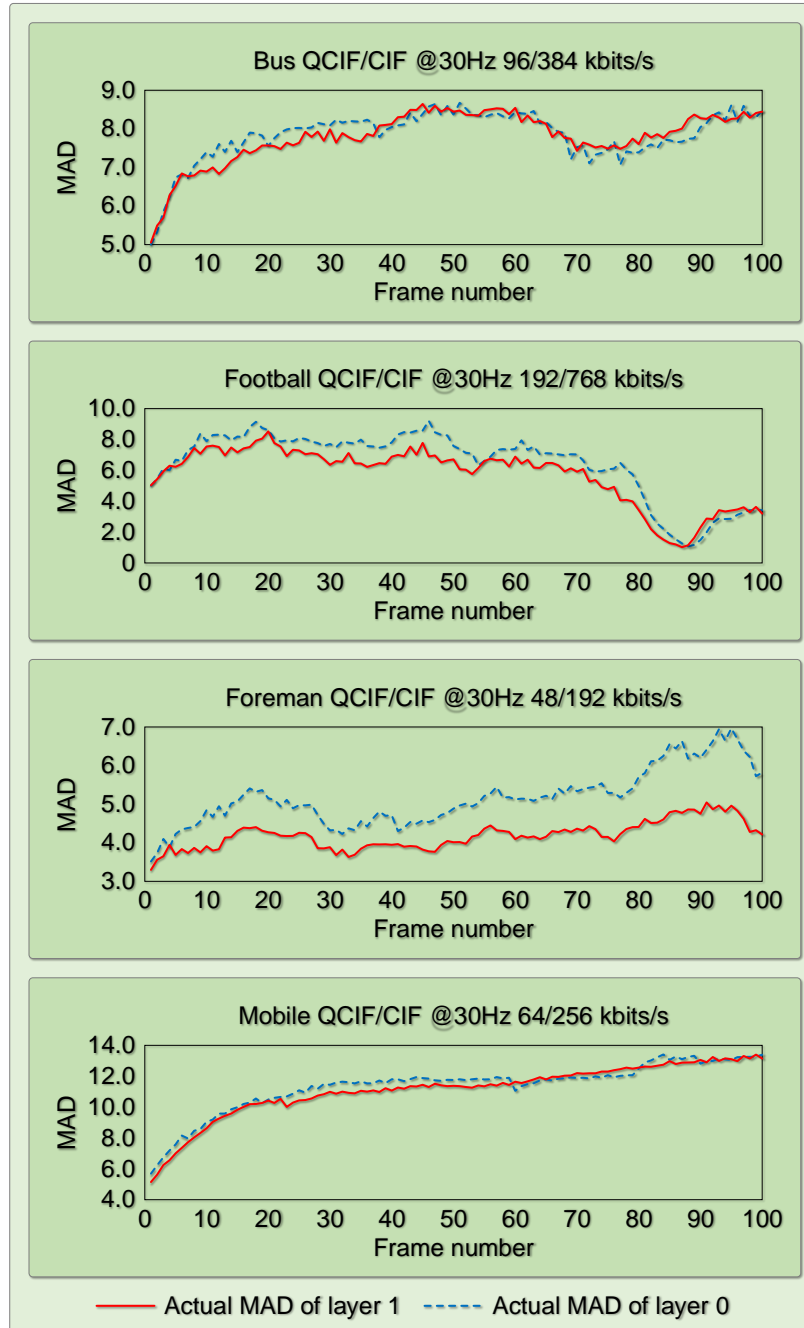 Bus QCIF/CIF @30Hz 96/384 kbits/s
9.0
8.0
7.0
6.0
5.0
MAD
0 10 20 30 40 50 60 70 80 90 100
Frame number
Football QCIF/CIF @30Hz 192/768 kbits/s
10.0
8.0
6.0
4.0
2.0
0
MAD
0 10 20 30 40 50 60 70 80 90 100
Frame number
Foreman QCIF/CIF @30Hz 48/192 kbits/s
7.0
6.0
5.0
4.0
3.0
MAD
0 10 20 30 40 50 60 70 80 90 100
Frame number
Mobile QCIF/CIF @30Hz 64/256 kbits/s
14.0
12.0
10.0
8.0
6.0
4.0
MAD
0 10 20 30 40 50 60 70 80 90 100
Frame number
Actual MAD of layer 1 Actual MAD of layer 0